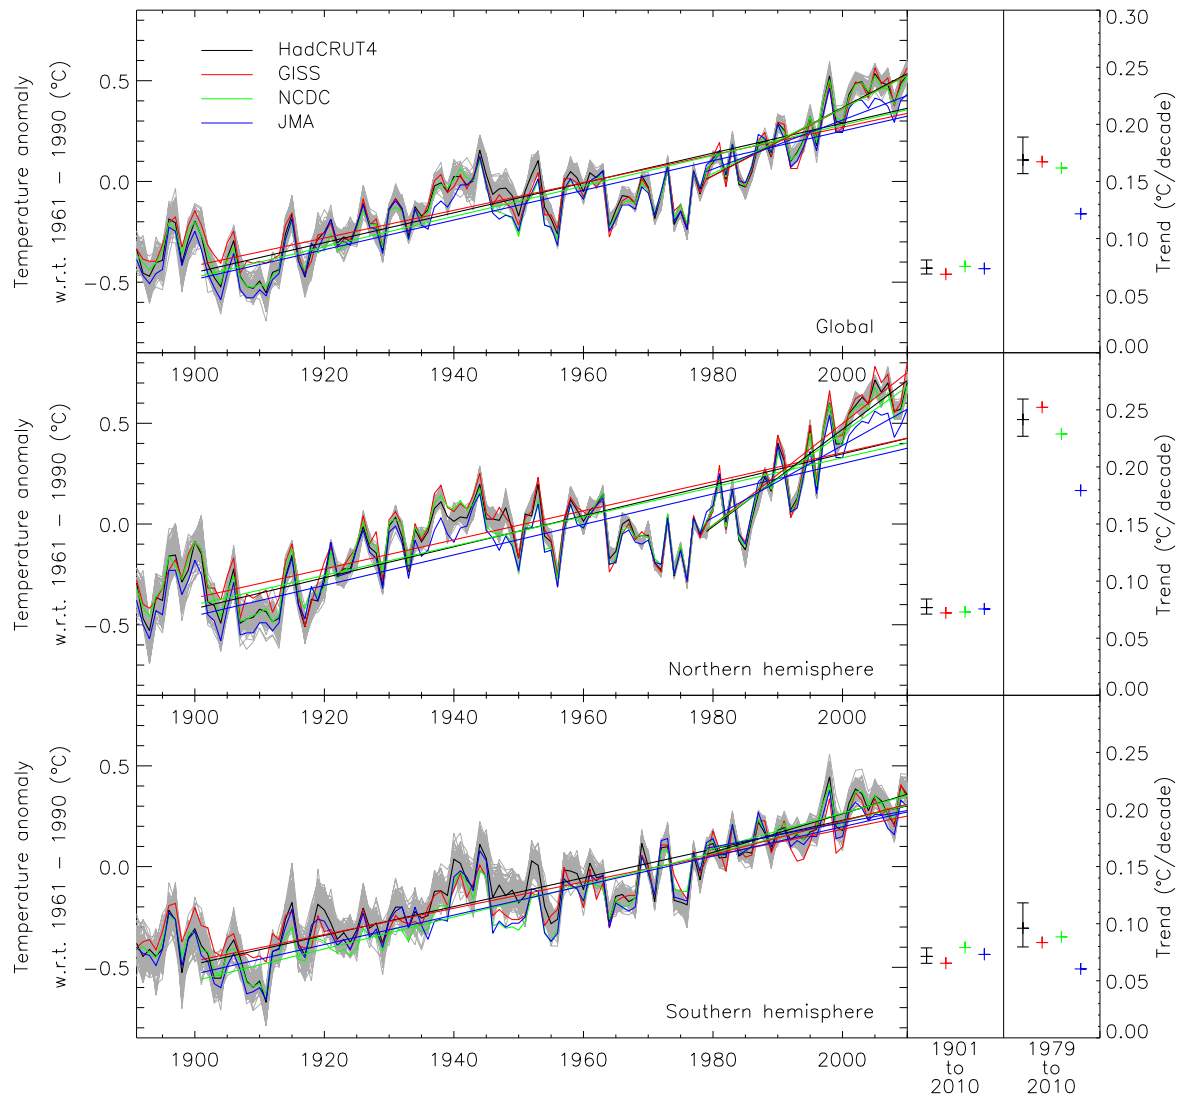 HadCRUT4
GISS
NCDC
JMA
Temperature anomaly
w.r.t. 1961 − 1990 (°C)
0.5
0.0
−0.5
Global
0.30
0.25
0.20
0.15
0.10
0.05
0.00
Trend (°C/decade)
1900 1920 1940 1960 1980 2000
Temperature anomaly
w.r.t. 1961 − 1990 (°C)
0.5
0.0
−0.5
Northern hemisphere
0.25
0.20
0.15
0.10
0.05
0.00
Trend (°C/decade)
1900 1920 1940 1960 1980 2000
Temperature anomaly
w.r.t. 1961 − 1990 (°C)
0.5
0.0
−0.5
Southern hemisphere
0.25
0.20
0.15
0.10
0.05
0.00
Trend (°C/decade)
1900 1920 1940 1960 1980 2000
1901
to
2010
1979
to
2010